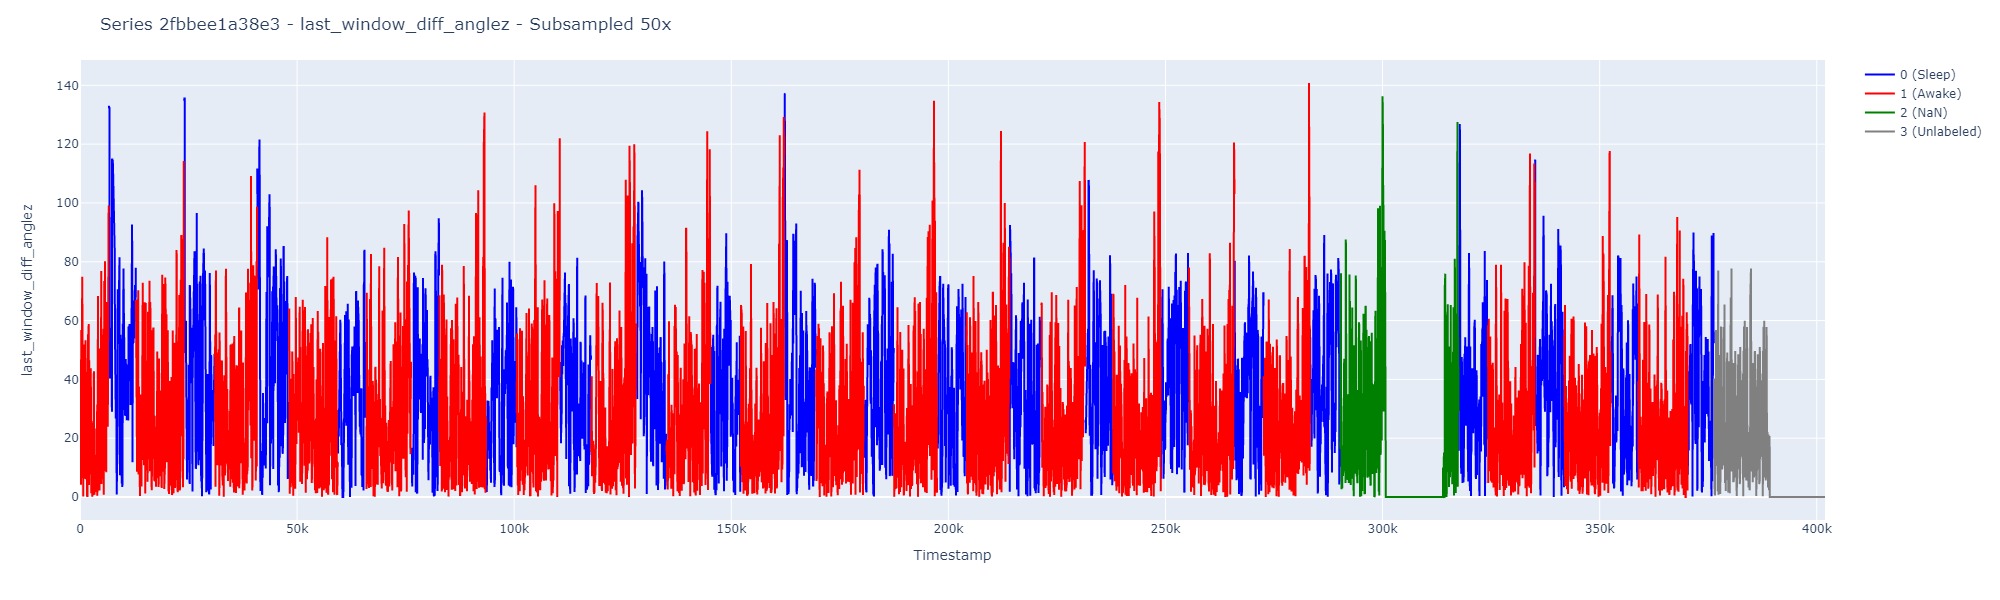 Series 2fbbee1a38e3 - last_window_diff_anglez - Subsampled 50x
0 (Sleep)
1 (Awake)
2 (NaN)
3 (Unlabeled)
last_window_diff_anglez
140
120
100
80
60
40
20
0
0 50k 100k 150k 200k 250k 300k 350k 400k
Timestamp